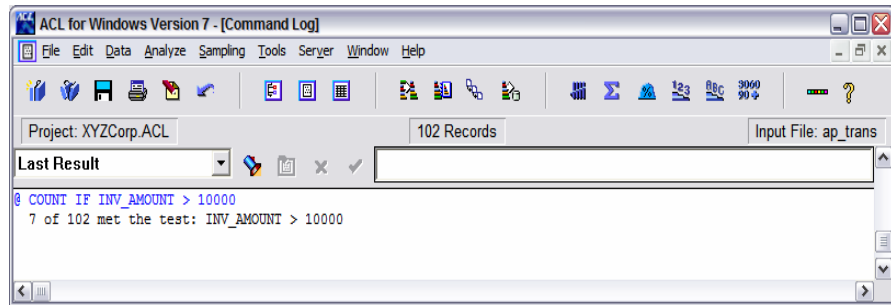 ACL for Windows Version 7 - [Command Log]
File Edit Data Analyze Sampling Tools Server Window Help
Project: XYZCorp.ACL 102 Records Input File: ap_trans
Last Result
@ COUNT IF INV_AMOUNT > 10000
7 of 102 met the test: INV_AMOUNT > 10000